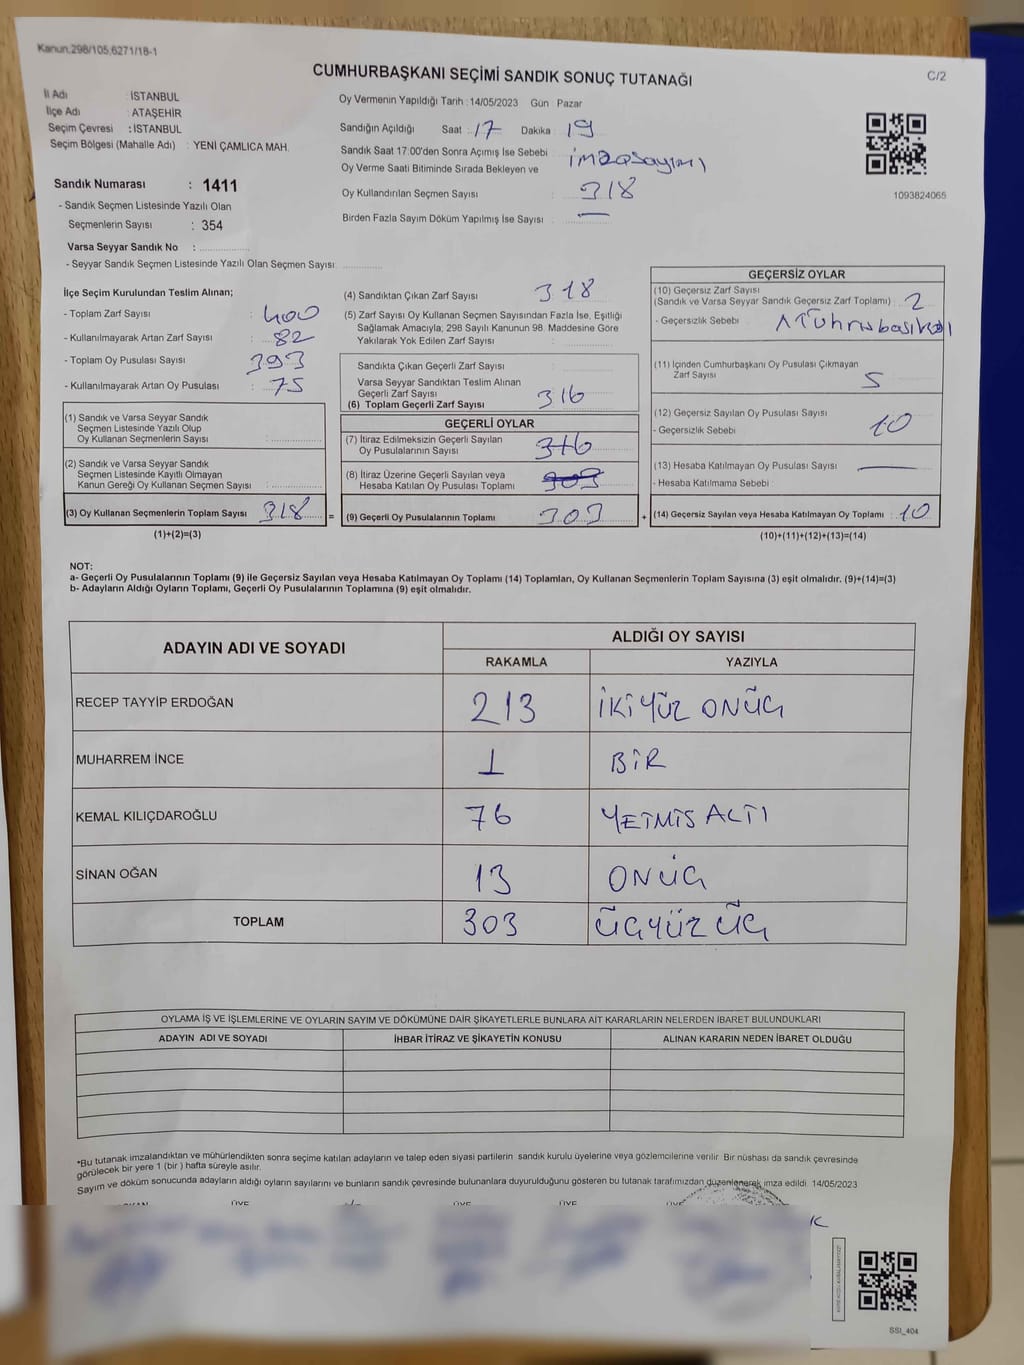 Kanun.298/105,6271/18-1
C/2
CUMHURBAŞKANI SEÇİMİ SANDIK SONUÇ TUTANAĞI
İl Adı : İSTANBUL
İlçe Adı : ATAŞEHİR
Seçim Çevresi : İSTANBUL
Seçim Bölgesi (Mahalle Adı) : YENİ ÇAMLICA MAH.
Sandık Numarası : 1411
- Sandık Seçmen Listesinde Yazılı Olan
Seçmenlerin Sayısı : 354
Varsa Seyyar Sandık No :
- Seyyar Sandık Seçmen Listesinde Yazılı Olan Seçmen Sayısı:
Oy Vermenin Yapıldığı Tarih : 14/05/2023 Gün Pazar
Sandığın Açıldığı Saat : 17 Dakika : 19
Sandık Saat 17:00'den Sonra Açımış İse Sebebi : imzasayımı
Oy Verme Saati Bitiminde Sırada Bekleyen ve
Oy Kullandırılan Seçmen Sayısı : 318
Birden Fazla Sayım Döküm Yapılmış İse Sayısı : —
1093824065
İlçe Seçim Kurulundan Teslim Alınan;
- Toplam Zarf Sayısı : 400
- Kullanılmayarak Artan Zarf Sayısı : 82
- Toplam Oy Pusulası Sayısı : 393
- Kullanılmayarak Artan Oy Pusulası : 75
(1) Sandık ve Varsa Seyyar Sandık
Seçmen Listesinde Yazılı Olup
Oy Kullanan Seçmenlerin Sayısı :
(2) Sandık ve Varsa Seyyar Sandık
Seçmen Listesinde Kayıtlı Olmayan
Kanun Gereği Oy Kullanan Seçmen Sayısı :
(3) Oy Kullanan Seçmenlerin Toplam Sayısı : 318
(1)+(2)=(3)
(4) Sandıktan Çıkan Zarf Sayısı : 318
(5) Zarf Sayısı Oy Kullanan Seçmen Sayısından Fazla İse, Eşitliği
Sağlamak Amacıyla; 298 Sayılı Kanunun 98. Maddesine Göre
Yakılarak Yok Edilen Zarf Sayısı :
Sandıkta Çıkan Geçerli Zarf Sayısı :
Varsa Seyyar Sandıktan Teslim Alınan
Geçerli Zarf Sayısı :
(6) Toplam Geçerli Zarf Sayısı : 316
GEÇERLİ OYLAR
(7) İtiraz Edilmeksizin Geçerli Sayılan
Oy Pusulalarının Sayısı : 316
(8) İtiraz Üzerine Geçerli Sayılan veya
Hesaba Katılan Oy Pusulası Toplamı : 303
= (9) Geçerli Oy Pusulalarının Toplamı : 303
GEÇERSİZ OYLAR
(10) Geçersiz Zarf Sayısı
(Sandık ve Varsa Seyyar Sandık Geçersiz Zarf Toplamı) : 2
- Geçersizlik Sebebi :
(11) İçinden Cumhurbaşkanı Oy Pusulası Çıkmayan
Zarf Sayısı : 5
(12) Geçersiz Sayılan Oy Pusulası Sayısı : 10
- Geçersizlik Sebebi
(13) Hesaba Katılmayan Oy Pusulası Sayısı : —
- Hesaba Katılmama Sebebi :
+ (14) Geçersiz Sayılan veya Hesaba Katılmayan Oy Toplamı : 10
(10)+(11)+(12)+(13)=(14)
NOT:
a- Geçerli Oy Pusulalarının Toplamı (9) ile Geçersiz Sayılan veya Hesaba Katılmayan Oy Toplamı (14) Toplamları, Oy Kullanan Seçmenlerin Toplam Sayısına (3) eşit olmalıdır. (9)+(14)=(3)
b- Adayların Aldığı Oyların Toplamı, Geçerli Oy Pusulalarının Toplamına (9) eşit olmalıdır.
ADAYIN ADI VE SOYADI
ALDIĞI OY SAYISI
RAKAMLA YAZIYLA
RECEP TAYYİP ERDOĞAN 213 İKİYÜZ ONÜÇ
MUHARREM İNCE 1 BİR
KEMAL KILIÇDAROĞLU 76 YETMİŞ ALTI
SİNAN OĞAN 13 ONÜÇ
TOPLAM 303 ÜÇYÜZ ÜÇ
OYLAMA İŞ VE İŞLEMLERİNE VE OYLARIN SAYIM VE DÖKÜMÜNE DAİR ŞİKAYETLERLE BUNLARA AİT KARARLARIN NELERDEN İBARET BULUNDUKLARI
ADAYIN ADI VE SOYADI İHBAR İTİRAZ VE ŞİKAYETİN KONUSU ALINAN KARARIN NEDEN İBARET OLDUĞU
*Bu tutanak imzalandıktan ve mühürlendikten sonra seçime katılan adayların ve talep eden siyasi partilerin sandık kurulu üyelerine veya gözlemcilerine verilir. Bir nüshası da sandık çevresinde
görülecek bir yere 1 (bir ) hafta süreyle asılır.
Sayım ve döküm sonucunda adayların aldığı oyların sayılarını ve bunların sandık çevresinde bulunanlara duyurulduğunu gösteren bu tutanak tarafımızdan düzenlenerek imza edildi. 14/05/2023
ÜYE ÜYE ÜYE ÜYE
SSI_404